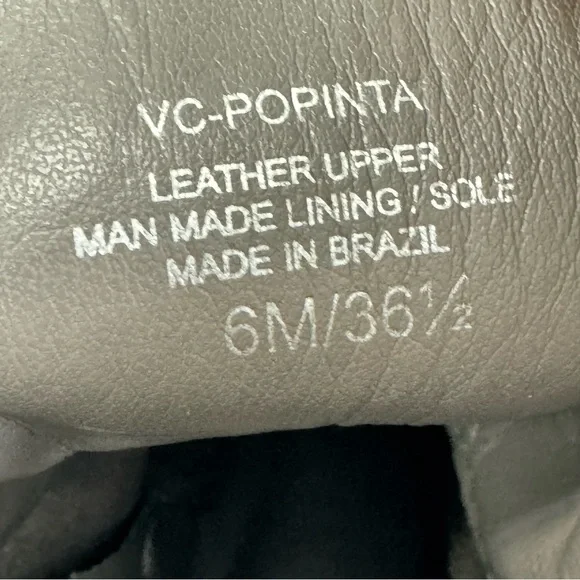 VC-POPINTA
LEATHER UPPER
MAN MADE LINING / SOLE
MADE IN BRAZIL
6M/36½